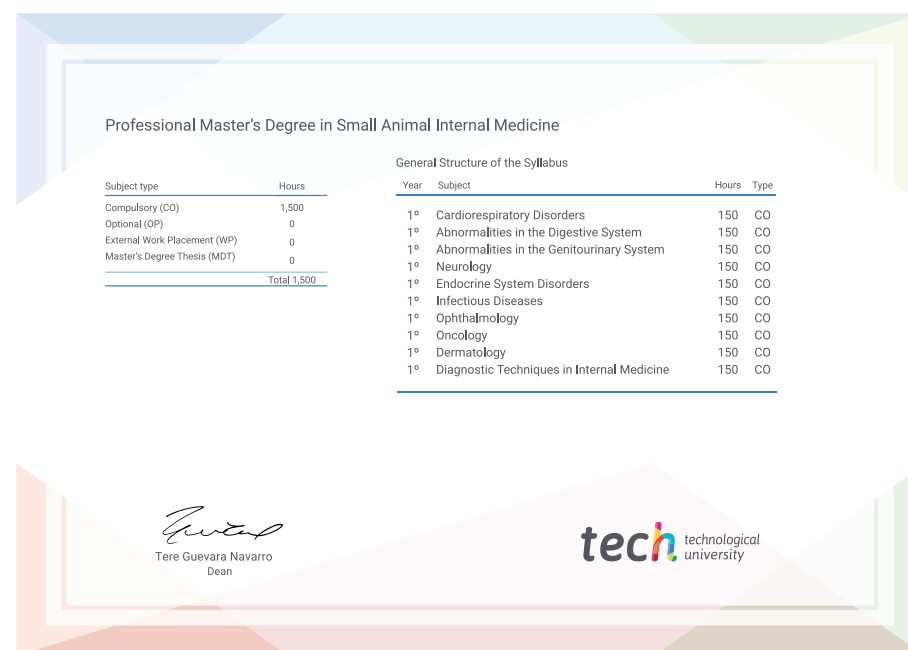 Professional Master's Degree in Small Animal Internal Medicine
Subject type Hours
Compulsory (CO) 1,500
Optional (OP) 0
External Work Placement (WP) 0
Master's Degree Thesis (MDT) 0
Total 1,500
General Structure of the Syllabus
Year Subject Hours Type
1º Cardiorespiratory Disorders 150 CO
1º Abnormalities in the Digestive System 150 CO
1º Abnormalities in the Genitourinary System 150 CO
1º Neurology 150 CO
1º Endocrine System Disorders 150 CO
1º Infectious Diseases 150 CO
1º Ophthalmology 150 CO
1º Oncology 150 CO
1º Dermatology 150 CO
1º Diagnostic Techniques in Internal Medicine 150 CO
Tere Guevara Navarro
Dean
tech technological
university